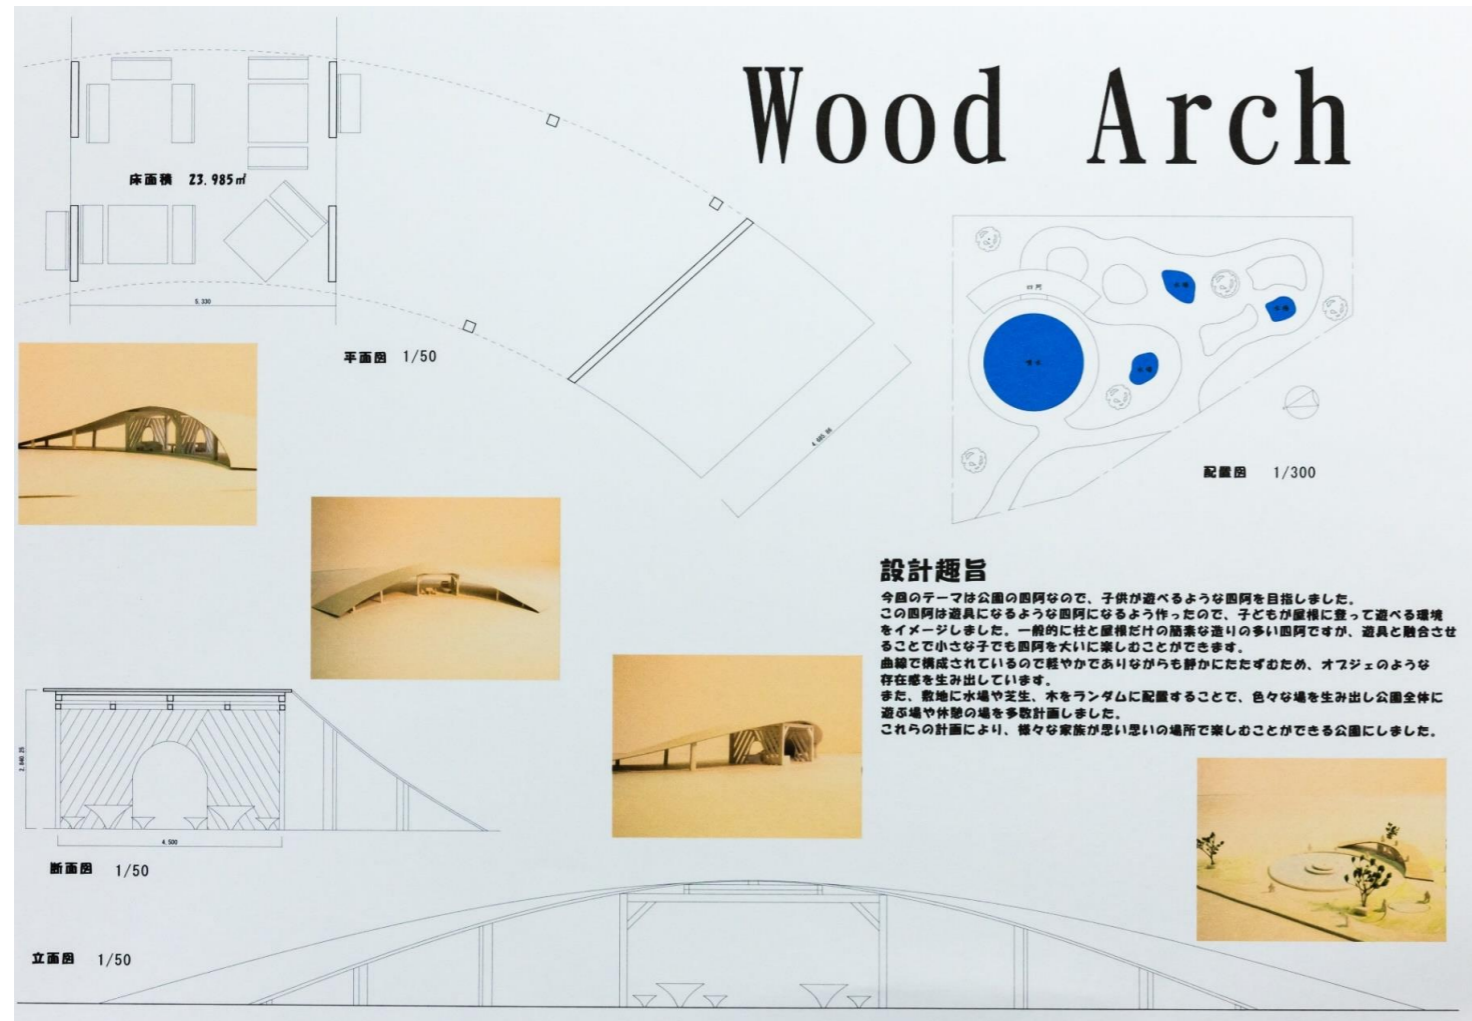 Wood Arch
床面積 23.985㎡
5,330
平面図 1/50
四阿
噴水
配置図 1/300
設計趣旨
今回のテーマは公園の四阿なので、子供が遊べるような四阿を目指しました。
この四阿は遊具になるような四阿になるよう作ったので、子どもが屋根に登って遊べる環境
をイメージしました。一般的に柱と屋根だけの簡素な造りの多い四阿ですが、遊具と融合させ
ることで小さな子でも四阿を大いに楽しむことができます。
曲線で構成されているので軽やかでありながらも静かにたたずむため、オブジェのような
存在感を生み出しています。
また、敷地に水場や芝生、木をランダムに配置することで、色々な場を生み出し公園全体に
遊ぶ場や休憩の場を多数計画しました。
これらの計画により、様々な家族が思い思いの場所で楽しむことができる公園にしました。
4,500
断面図 1/50
立面図 1/50